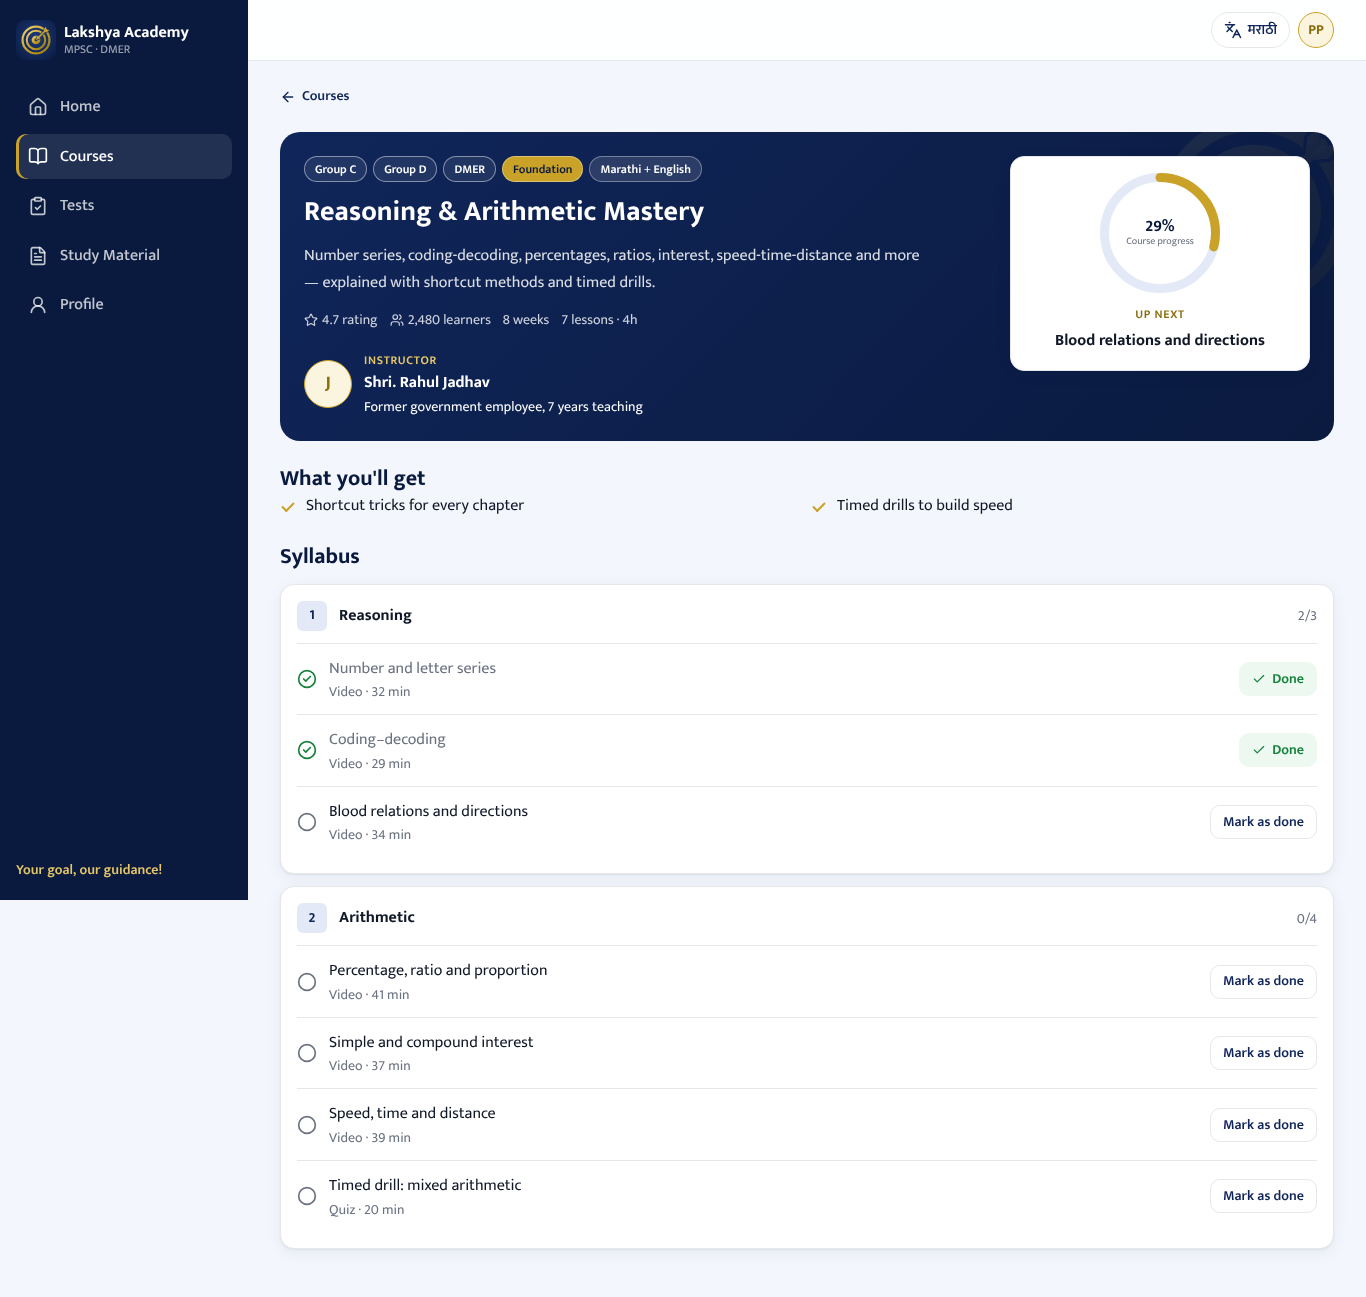 Lakshya Academy
MPSC · DMER
Home
Courses
Tests
Study Material
Profile
Your goal, our guidance!
मराठी
PP
Courses
Group C
Group D
DMER
Foundation
Marathi + English
Reasoning & Arithmetic Mastery
Number series, coding-decoding, percentages, ratios, interest, speed-time-distance and more
— explained with shortcut methods and timed drills.
4.7 rating
2,480 learners
8 weeks
7 lessons · 4h
J
INSTRUCTOR
Shri. Rahul Jadhav
Former government employee, 7 years teaching
29%
Course progress
UP NEXT
Blood relations and directions
What you'll get
Shortcut tricks for every chapter
Timed drills to build speed
Syllabus
1
Reasoning
2/3
Number and letter series
Video · 32 min
Done
Coding–decoding
Video · 29 min
Done
Blood relations and directions
Video · 34 min
Mark as done
2
Arithmetic
0/4
Percentage, ratio and proportion
Video · 41 min
Mark as done
Simple and compound interest
Video · 37 min
Mark as done
Speed, time and distance
Video · 39 min
Mark as done
Timed drill: mixed arithmetic
Quiz · 20 min
Mark as done